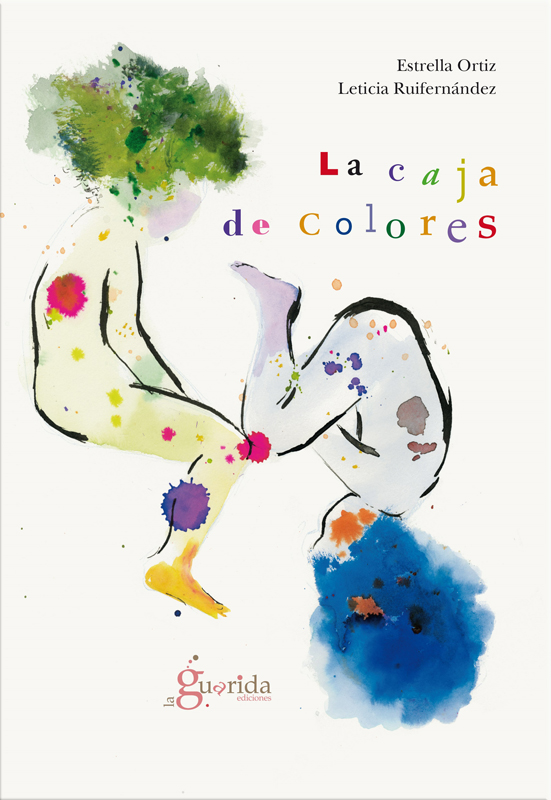 Estrella Ortiz
Leticia Ruifernández
La caja
de colores
la guarida
ediciones